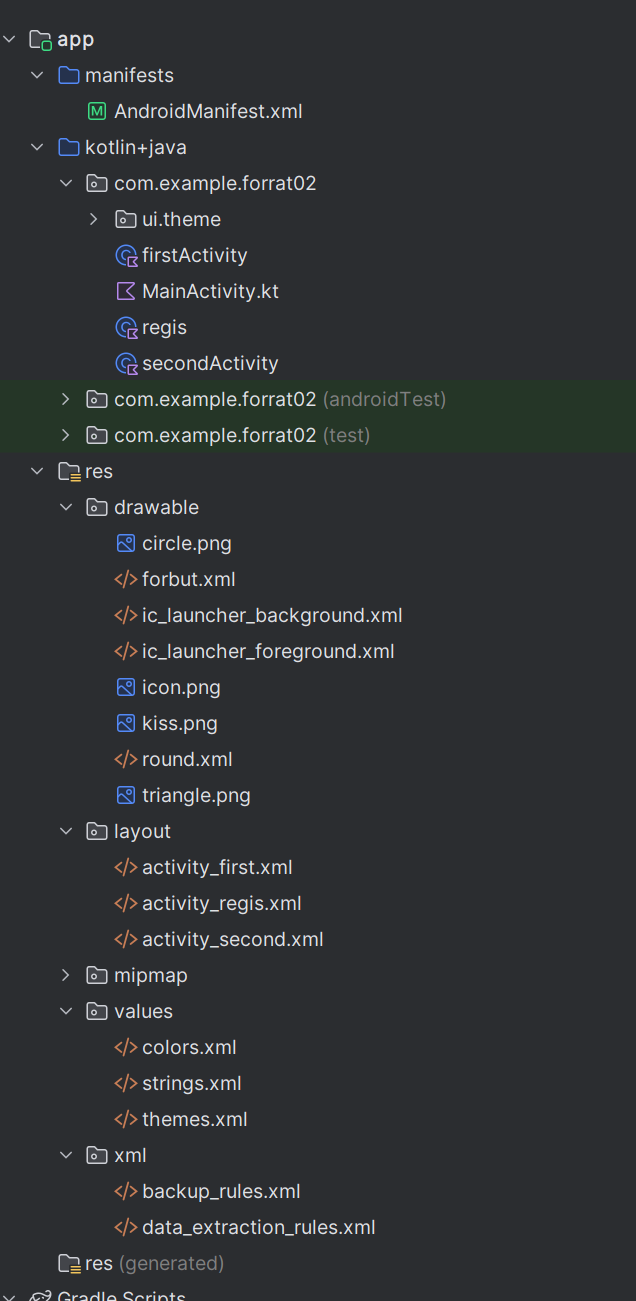 app
manifests
M AndroidManifest.xml
kotlin+java
com.example.forrat02
ui.theme
firstActivity
MainActivity.kt
regis
secondActivity
com.example.forrat02 (androidTest)
com.example.forrat02 (test)
res
drawable
circle.png
forbut.xml
ic_launcher_background.xml
ic_launcher_foreground.xml
icon.png
kiss.png
round.xml
triangle.png
layout
activity_first.xml
activity_regis.xml
activity_second.xml
mipmap
values
colors.xml
strings.xml
themes.xml
xml
backup_rules.xml
data_extraction_rules.xml
res (generated)
Gradle Scripts